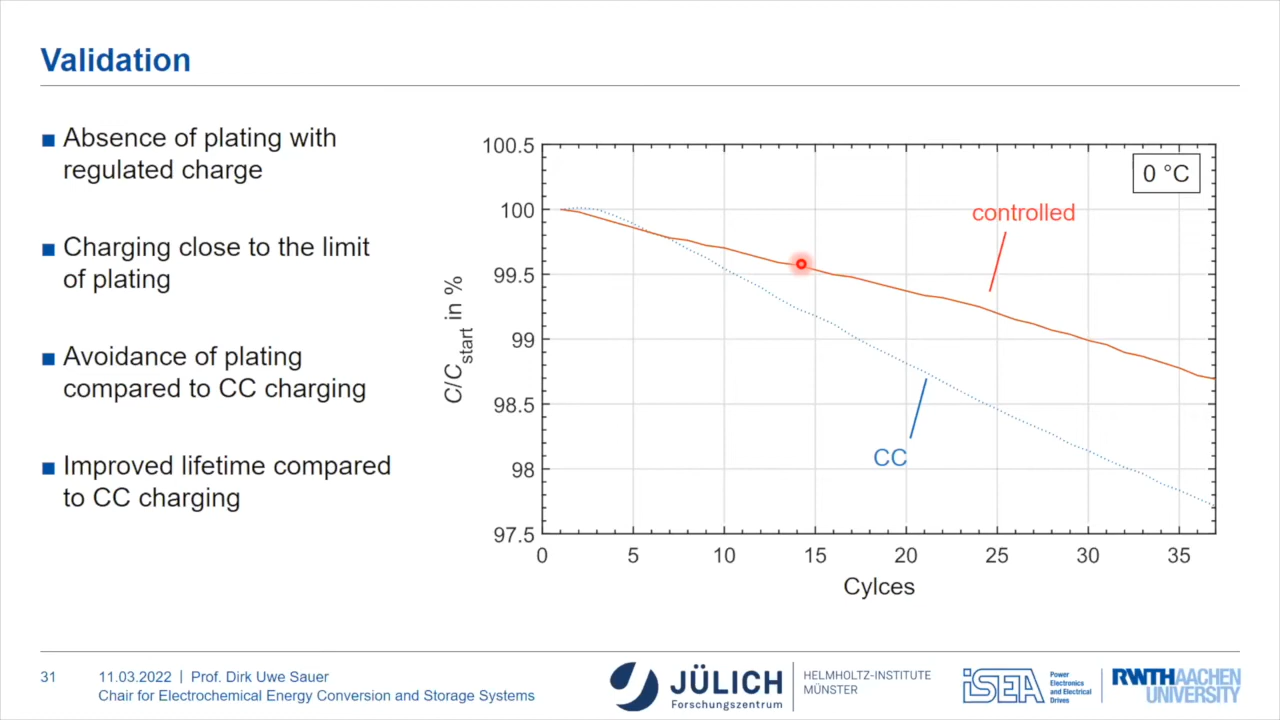 Validation
Absence of plating with
regulated charge
Charging close to the limit
of plating
Avoidance of plating
compared to CC charging
Improved lifetime compared
to CC charging
100.5
100
99.5
99
98.5
98
97.5
C/Cstart in %
0 °C
controlled
CC
0 5 10 15 20 25 30 35
Cylces
31 11.03.2022 | Prof. Dirk Uwe Sauer
Chair for Electrochemical Energy Conversion and Storage Systems
JÜLICH
Forschungszentrum
HELMHOLTZ-INSTITUTE
MÜNSTER
iSEA
Power
Electronics
and Electrical
Drives
RWTHAACHEN
UNIVERSITY